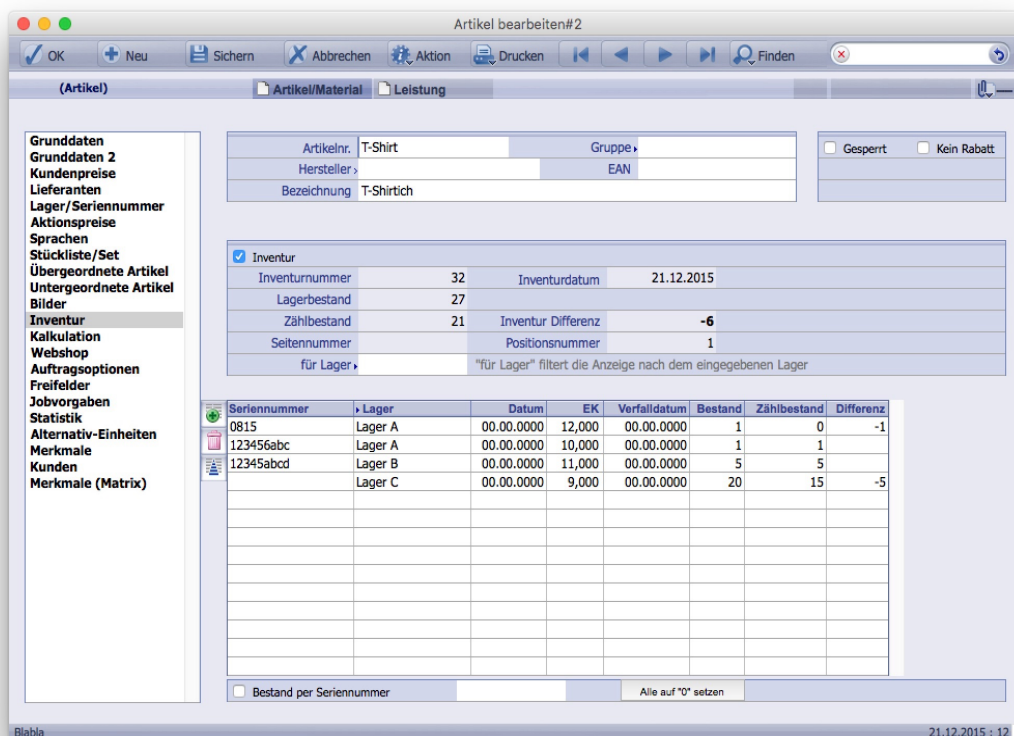 Artikel bearbeiten#2
OK Neu Sichern Abbrechen Aktion Drucken Finden
(Artikel) Artikel/Material Leistung
Grunddaten
Grunddaten 2
Kundenpreise
Lieferanten
Lager/Seriennummer
Aktionspreise
Sprachen
Stückliste/Set
Übergeordnete Artikel
Untergeordnete Artikel
Bilder
Inventur
Kalkulation
Webshop
Auftragsoptionen
Freifelder
Jobvorgaben
Statistik
Alternativ-Einheiten
Merkmale
Kunden
Merkmale (Matrix)
Artikelnr. T-Shirt Gruppe
Hersteller EAN
Bezeichnung T-Shirtich
Gesperrt Kein Rabatt
Inventur
Inventurnummer 32 Inventurdatum 21.12.2015
Lagerbestand 27
Zählbestand 21 Inventur Differenz -6
Seitennummer Positionsnummer 1
für Lager "für Lager" filtert die Anzeige nach dem eingegebenen Lager
Seriennummer Lager Datum EK Verfalldatum Bestand Zählbestand Differenz
0815 Lager A 00.00.0000 12,000 00.00.0000 1 0 -1
123456abc Lager A 00.00.0000 10,000 00.00.0000 1 1
12345abcd Lager B 00.00.0000 11,000 00.00.0000 5 5
Lager C 00.00.0000 9,000 00.00.0000 20 15 -5
Bestand per Seriennummer Alle auf "0" setzen
Blabla 21.12.2015 : 12